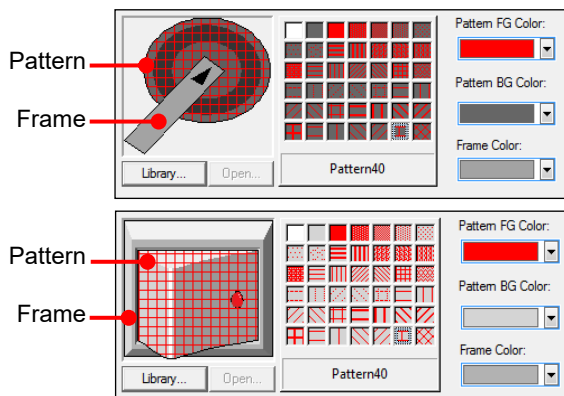 Pattern
Frame
Library...
Open...
Pattern40
Pattern FG Color:
Pattern BG Color:
Frame Color:
Pattern
Frame
Library...
Open...
Pattern40
Pattern FG Color:
Pattern BG Color:
Frame Color: